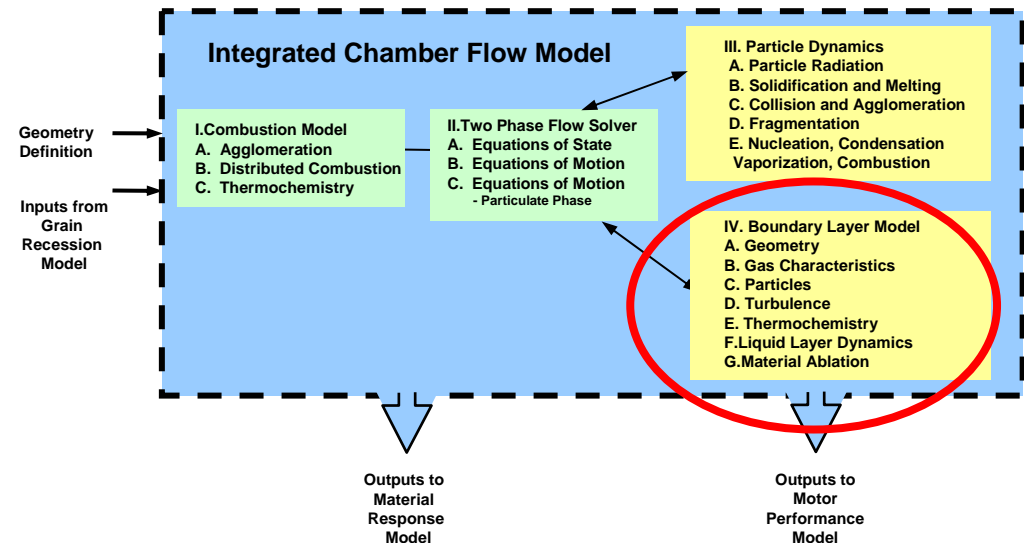 Integrated Chamber Flow Model
Geometry
Definition
Inputs from
Grain
Recession
Model
I.Combustion Model
A. Agglomeration
B. Distributed Combustion
C. Thermochemistry
II.Two Phase Flow Solver
A. Equations of State
B. Equations of Motion
C. Equations of Motion
- Particulate Phase
III. Particle Dynamics
A. Particle Radiation
B. Solidification and Melting
C. Collision and Agglomeration
D. Fragmentation
E. Nucleation, Condensation
Vaporization, Combustion
IV. Boundary Layer Model
A. Geometry
B. Gas Characteristics
C. Particles
D. Turbulence
E. Thermochemistry
F.Liquid Layer Dynamics
G.Material Ablation
Outputs to
Material
Response
Model
Outputs to
Motor
Performance
Model